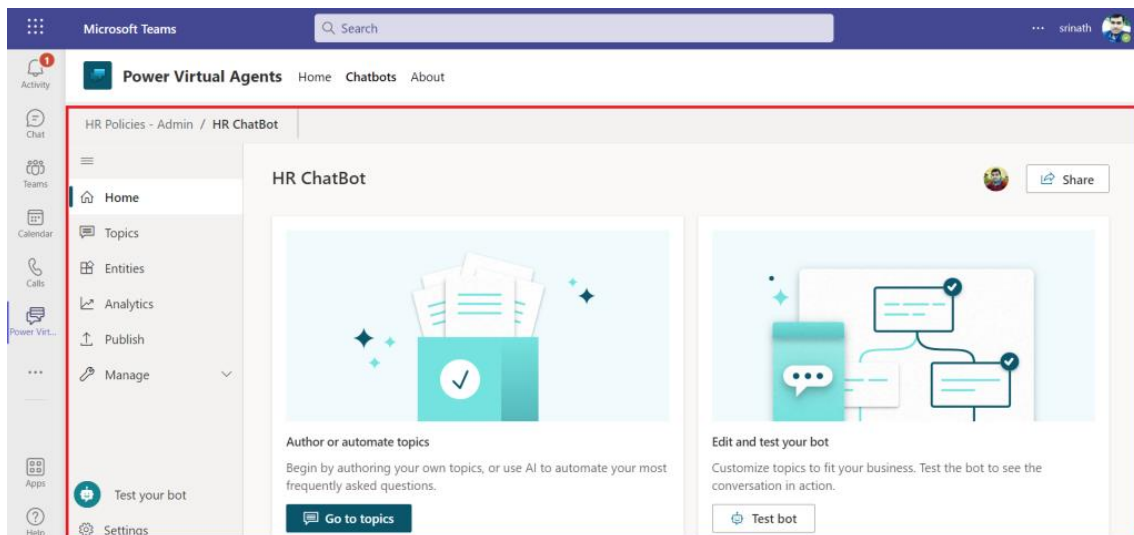 Microsoft Teams
Search
srinath
1
Activity
Chat
Teams
Calendar
Calls
Power Virt...
Apps
Help
Power Virtual Agents Home Chatbots About
HR Policies - Admin / HR ChatBot
Home
Topics
Entities
Analytics
Publish
Manage
Test your bot
Settings
HR ChatBot
Share
Author or automate topics
Begin by authoring your own topics, or use AI to automate your most
frequently asked questions.
Go to topics
Edit and test your bot
Customize topics to fit your business. Test the bot to see the
conversation in action.
Test bot